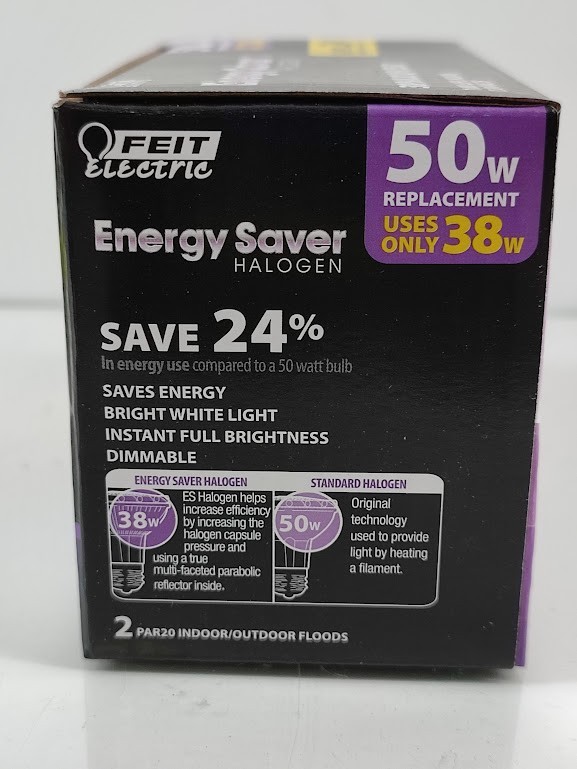 FEIT
ELECTRIC
50W
REPLACEMENT
USES
ONLY 38W
Energy Saver
HALOGEN
SAVE 24%
In energy use compared to a 50 watt bulb
SAVES ENERGY
BRIGHT WHITE LIGHT
INSTANT FULL BRIGHTNESS
DIMMABLE
ENERGY SAVER HALOGEN
38W
ES Halogen helps
increase efficiency
by increasing the
halogen capsule
pressure and
using a true
multi-faceted parabolic
reflector inside.
STANDARD HALOGEN
50W
Original
technology
used to provide
light by heating
a filament.
2 PAR20 INDOOR/OUTDOOR FLOODS